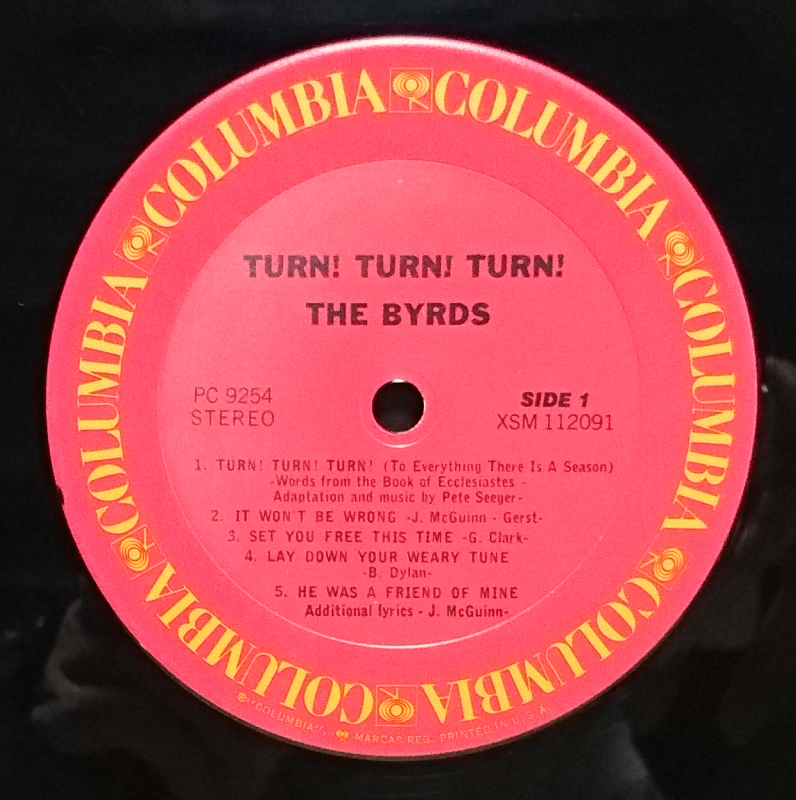 COLUMBIA COLUMBIA COLUMBIA COLUMBIA COLUMBIA COLUMBIA
TURN! TURN! TURN!
THE BYRDS
PC 9254
STEREO
SIDE 1
XSM 112091
1. TURN! TURN! TURN! (To Everything There Is A Season)
-Words from the Book of Ecclesiastes -
Adaptation and music by Pete Seeger-
2. IT WON'T BE WRONG -J. McGuinn - Gerst-
3. SET YOU FREE THIS TIME -G. Clark-
4. LAY DOWN YOUR WEARY TUNE
-B. Dylan-
5. HE WAS A FRIEND OF MINE
Additional lyrics - J. McGuinn-
®"COLUMBIA", MARCAS REG. PRINTED IN U.S.A.